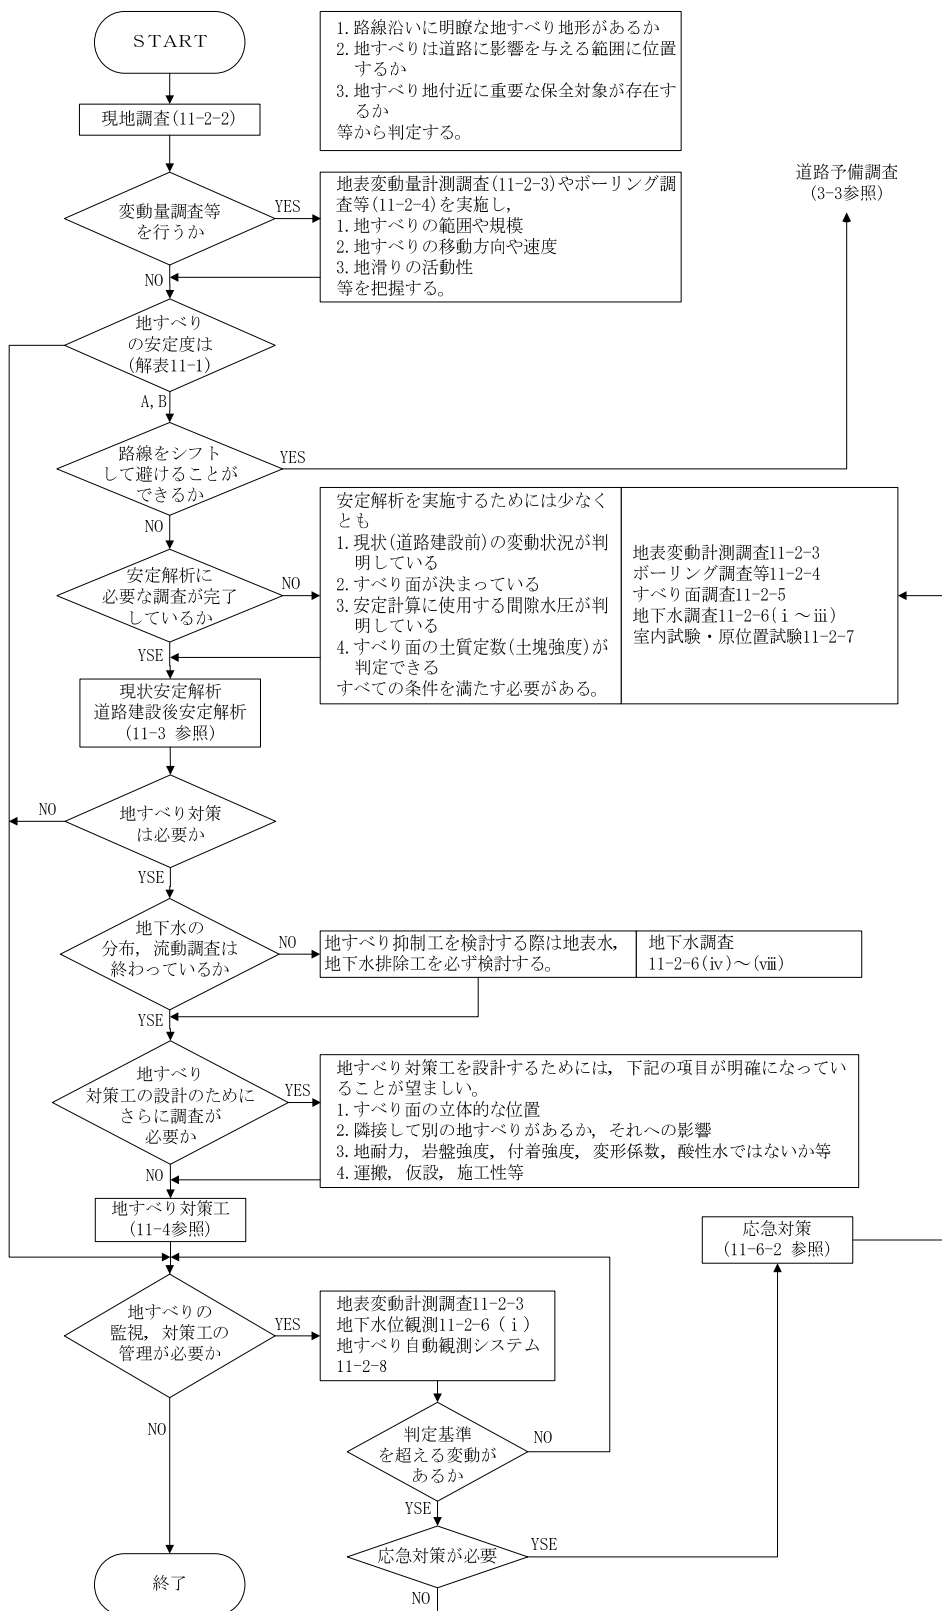 START
1. 路線沿いに明瞭な地すべり地形があるか
2. 地すべりは道路に影響を与える範囲に位置
するか
3. 地すべり地付近に重要な保全対象が存在す
るか
等から判定する。
現地調査(11-2-2)
道路予備調査
(3-3参照)
変動量調査等
を行うか
YES
地表変動量計測調査(11-2-3)やボーリング調
査等(11-2-4)を実施し,
1. 地すべりの範囲や規模
2. 地すべりの移動方向や速度
3. 地滑りの活動性
等を把握する。
NO
地すべり
の安定度は
(解表11-1)
A, B
路線をシフト
して避けることが
できるか
YES
NO
安定解析に
必要な調査が完了
しているか
NO
安定解析を実施するためには少なく
とも
1. 現状(道路建設前)の変動状況が判
明している
2. すべり面が決まっている
3. 安定計算に使用する間隙水圧が判
明している
4. すべり面の土質定数(土塊強度)が
判定できる
すべての条件を満たす必要がある。
地表変動計測調査11-2-3
ボーリング調査等11-2-4
すべり面調査11-2-5
地下水調査11-2-6(ⅰ~ⅲ)
室内試験・原位置試験11-2-7
YSE
現状安定解析
道路建設後安定解析
(11-3 参照)
地すべり対策
は必要か
NO
YSE
地下水の
分布, 流動調査は
終わっているか
NO
地すべり抑制工を検討する際は地表水,
地下水排除工を必ず検討する。
地下水調査
11-2-6(ⅳ)~(ⅷ)
YSE
地すべり
対策工の設計のために
さらに調査が
必要か
YES
地すべり対策工を設計するためには, 下記の項目が明確になってい
ることが望ましい。
1. すべり面の立体的な位置
2. 隣接して別の地すべりがあるか, それへの影響
3. 地耐力, 岩盤強度, 付着強度, 変形係数, 酸性水ではないか等
4. 運搬, 仮設, 施工性等
NO
地すべり対策工
(11-4参照)
応急対策
(11-6-2 参照)
地すべりの
監視, 対策工の
管理が必要か
YES
地表変動計測調査11-2-3
地下水位観測11-2-6 (ⅰ)
地すべり自動観測システム
11-2-8
NO
判定基準
を超える変動が
あるか
NO
YSE
応急対策が必要
YSE
NO
終了